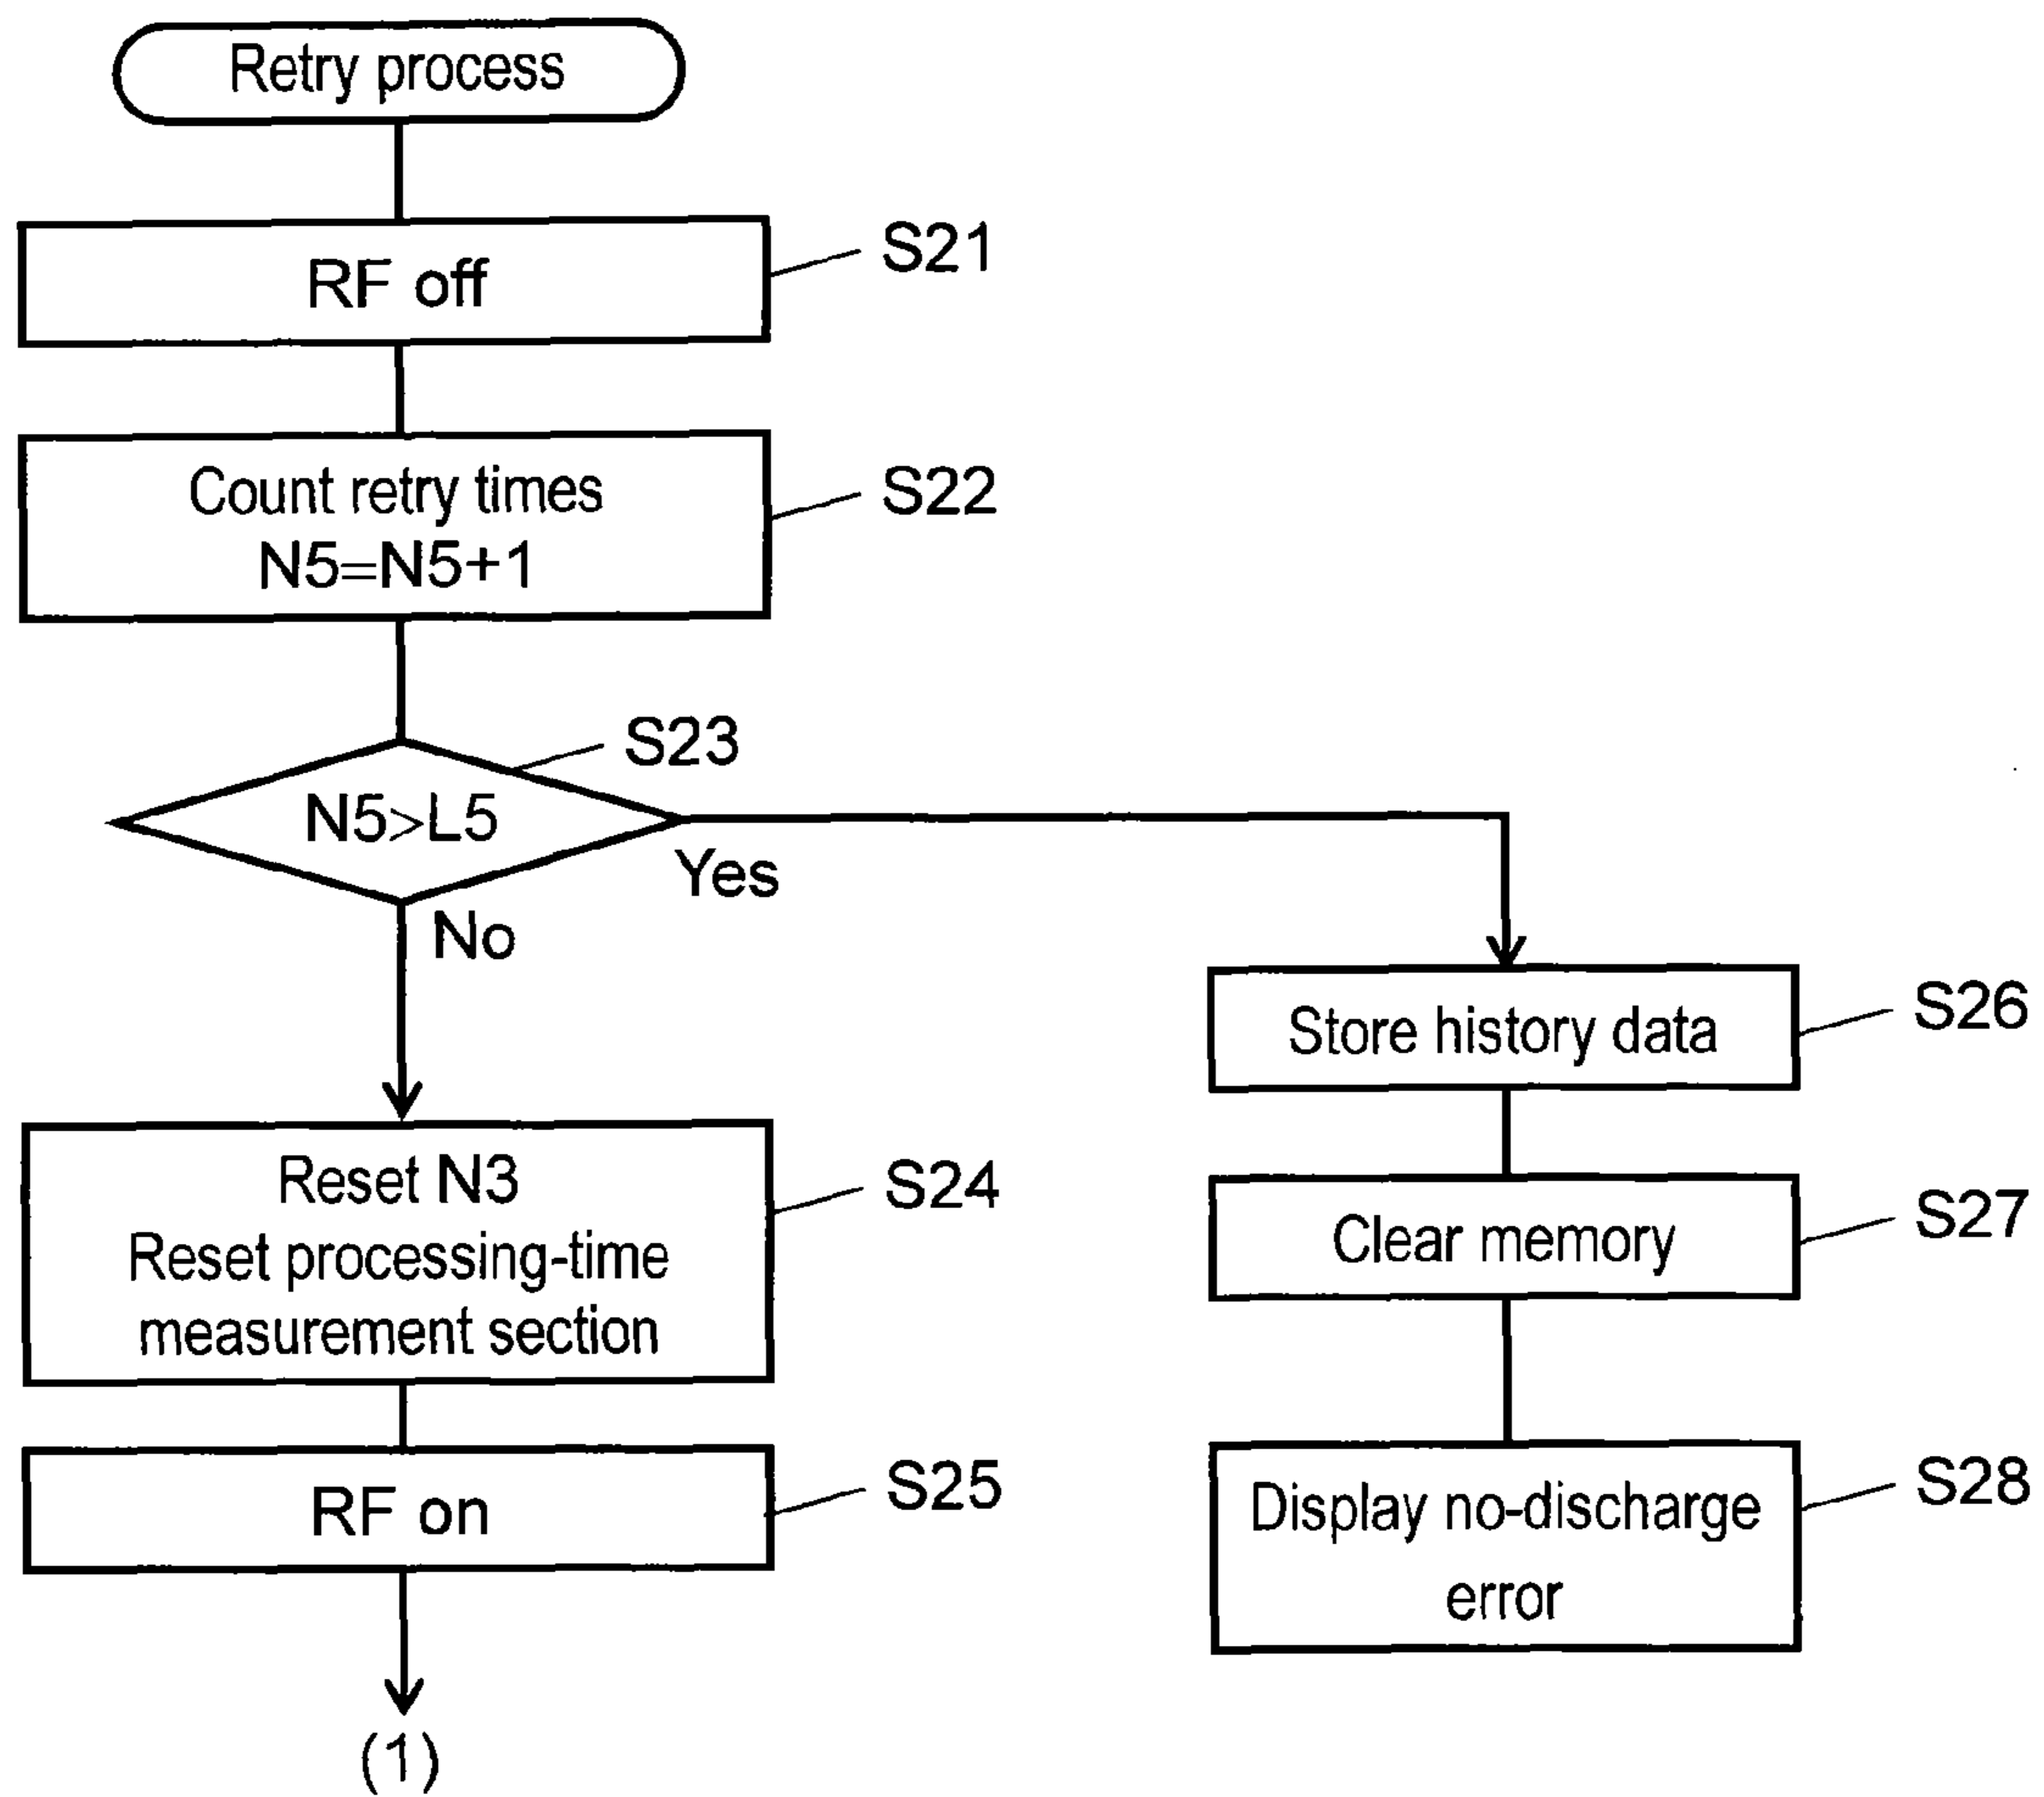 Retry process
RF off
S21
Count retry times
N5=N5+1
S22
S23
N5>L5
Yes
No
Reset N3
Reset processing-time
measurement section
S24
RF on
S25
(1)
Store history data
S26
Clear memory
S27
Display no-discharge
error
S28